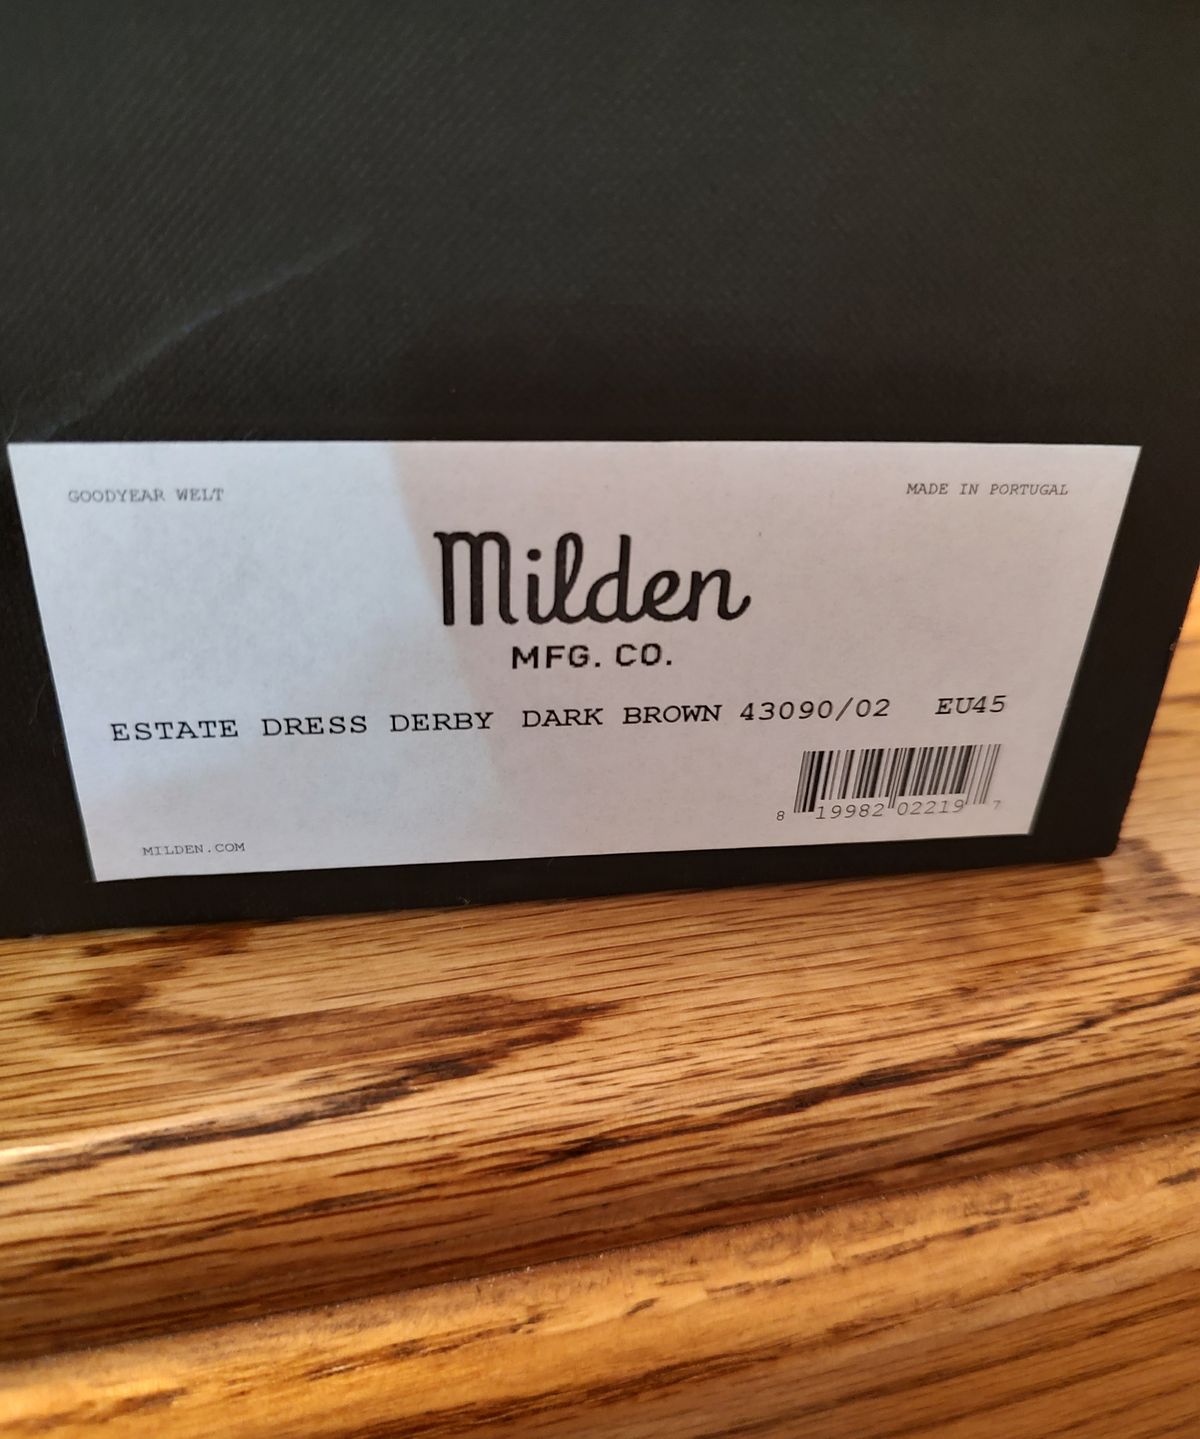 GOODYEAR WELT
MADE IN PORTUGAL
Milden
MFG. CO.
ESTATE DRESS DERBY DARK BROWN 43090/02 EU45
8 19982 02219 7
MILDEN.COM